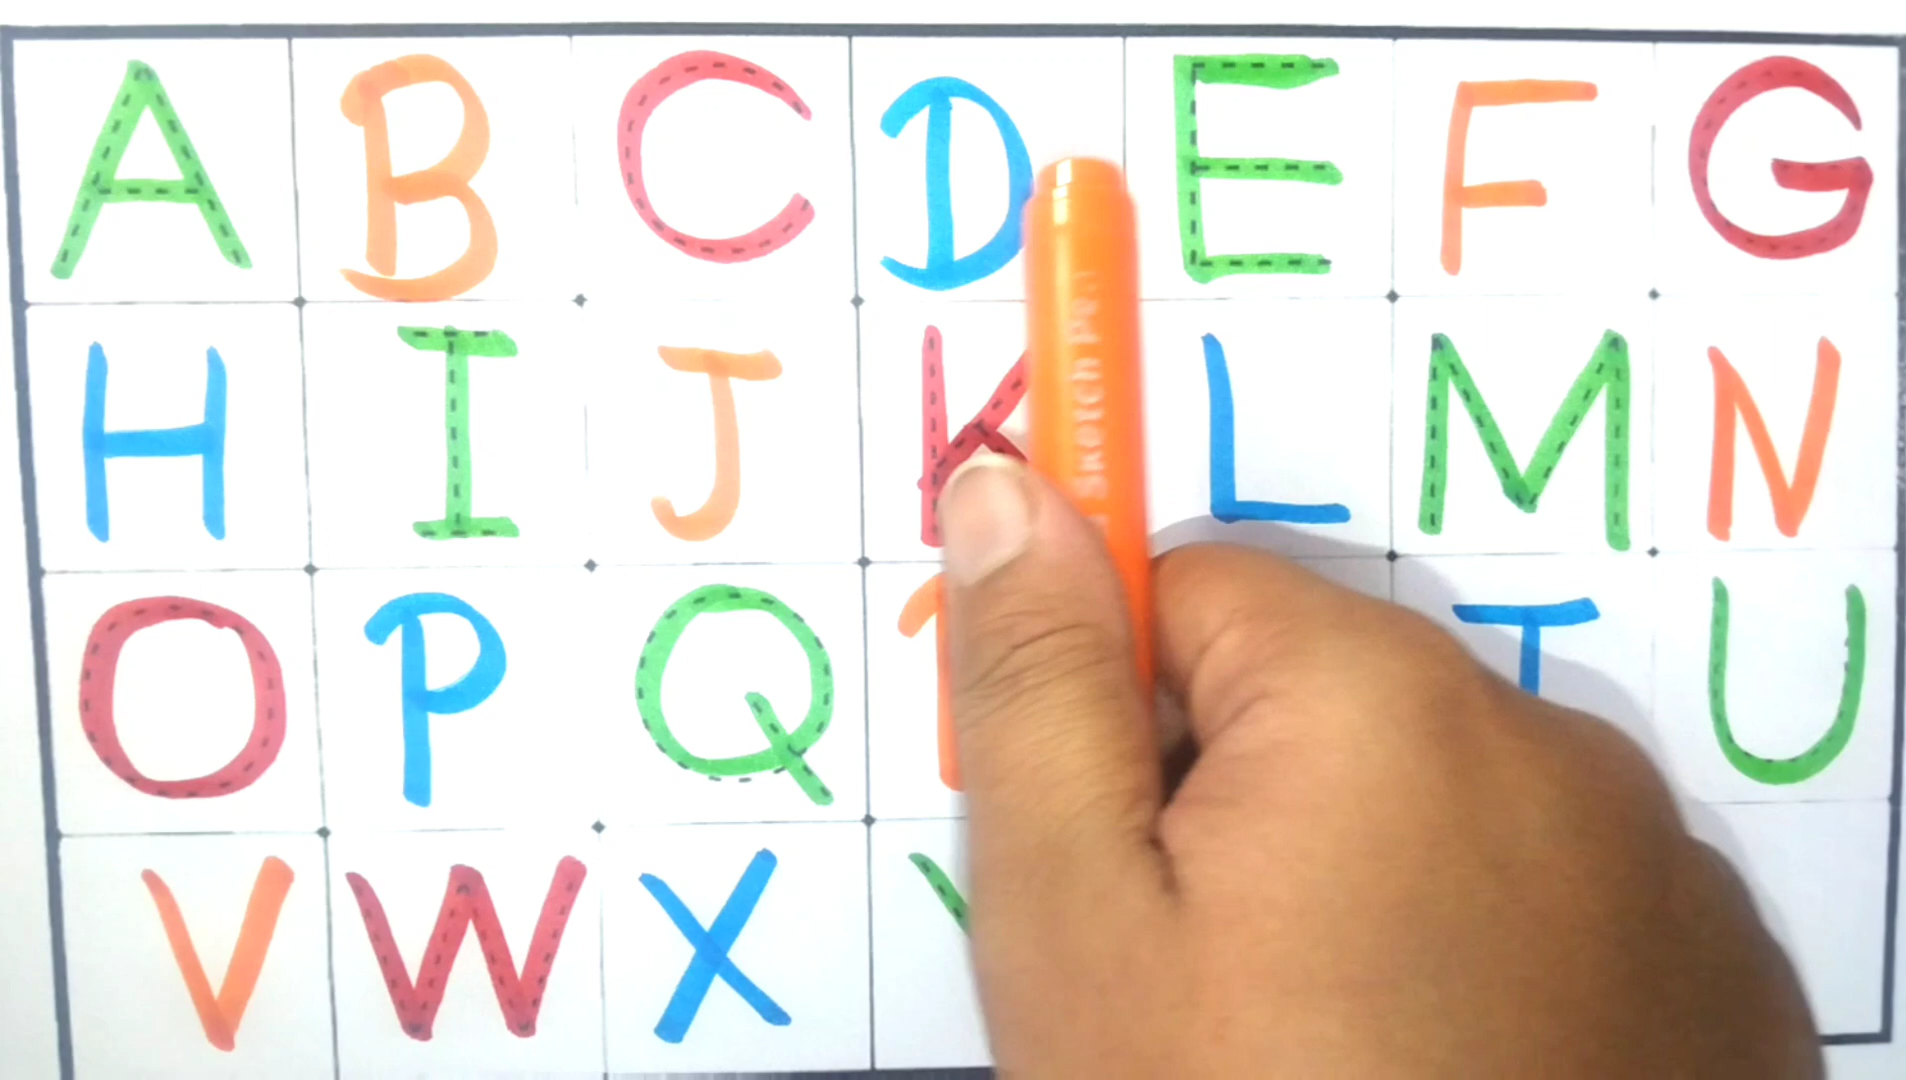 A B C D E F G
H I J K L M N
O P Q T U
V W X
Sketch Pen